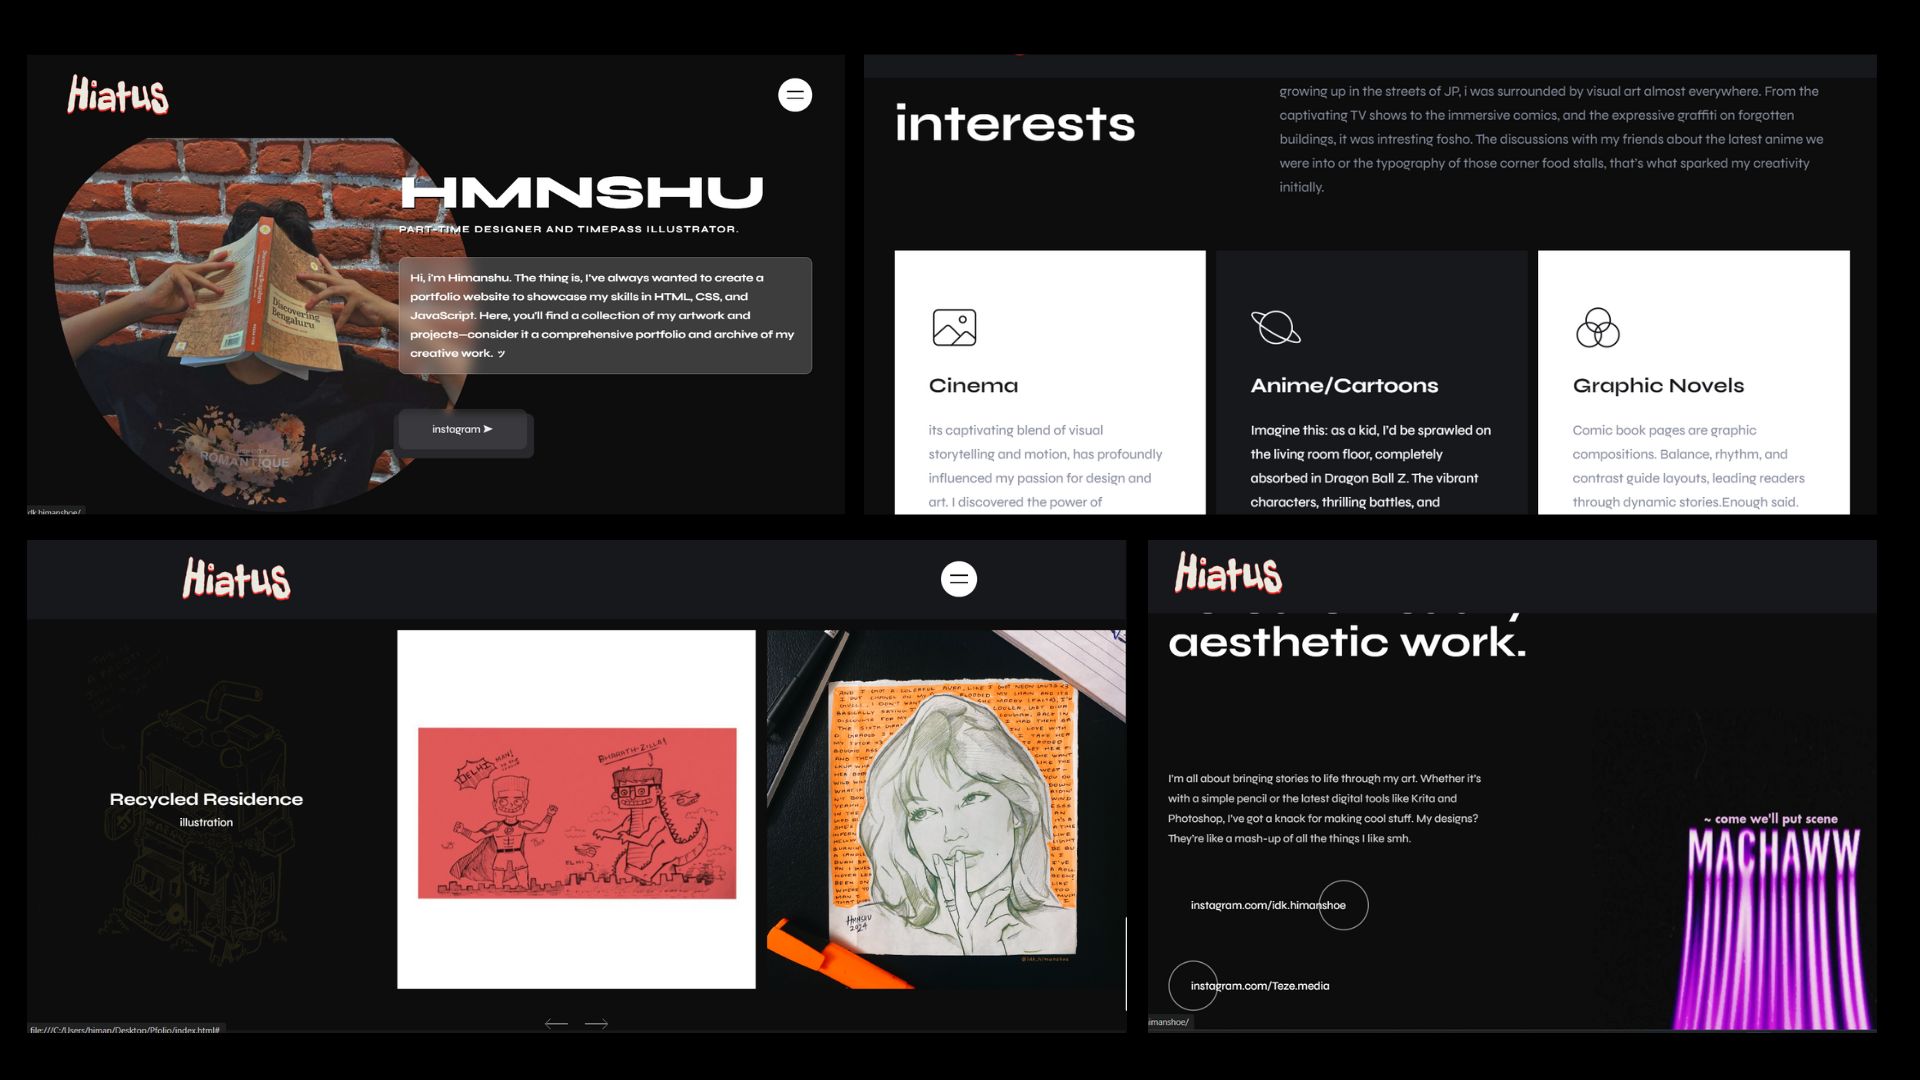 Hiatus
HMNSHU
PART-TIME DESIGNER AND TIMEPASS ILLUSTRATOR.
Hi, i'm Himanshu. The thing is, I've always wanted to create a
portfolio website to showcase my skills in HTML, CSS, and
JavaScript. Here, you'll find a collection of my artwork and
projects—consider it a comprehensive portfolio and archive of my
creative work. ツ
instagram ➤
Discovering
Bengaluru
ROMANTIQUE
dk.himanshoe/
interests
growing up in the streets of JP, i was surrounded by visual art almost everywhere. From the
captivating TV shows to the immersive comics, and the expressive graffiti on forgotten
buildings, it was intresting fosho. The discussions with my friends about the latest anime we
were into or the typography of those corner food stalls, that's what sparked my creativity
initially.
Cinema
its captivating blend of visual
storytelling and motion, has profoundly
influenced my passion for design and
art. I discovered the power of
Anime/Cartoons
Imagine this: as a kid, I'd be sprawled on
the living room floor, completely
absorbed in Dragon Ball Z. The vibrant
characters, thrilling battles, and
Graphic Novels
Comic book pages are graphic
compositions. Balance, rhythm, and
contrast guide layouts, leading readers
through dynamic stories.Enough said.
Hiatus
Recycled Residence
illustration
DELHI MAN!
BHARATH-ZILLA!
HMNSHU
2024
file:///C:/Users/himan/Desktop/Pfolio/index.html#
Hiatus
aesthetic work.
I'm all about bringing stories to life through my art. Whether it's
with a simple pencil or the latest digital tools like Krita and
Photoshop, I've got a knack for making cool stuff. My designs?
They're like a mash-up of all the things I like smh.
instagram.com/idk.himanshoe
instagram.com/Teze.media
~ come we'll put scene
MACHAWW
imanshoe/